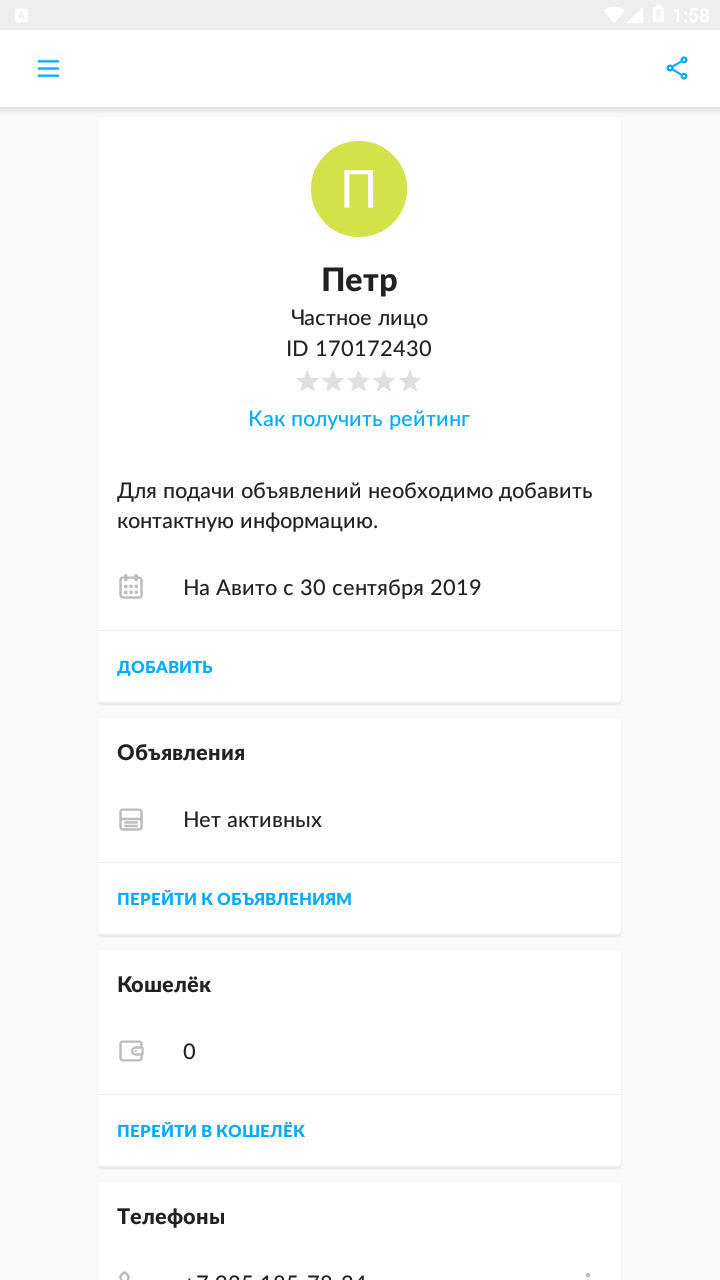 1:58
П
Петр
Частное лицо
ID 170172430
Как получить рейтинг
Для подачи объявлений необходимо добавить
контактную информацию.
На Авито с 30 сентября 2019
ДОБАВИТЬ
Объявления
Нет активных
ПЕРЕЙТИ К ОБЪЯВЛЕНИЯМ
Кошелёк
0
ПЕРЕЙТИ В КОШЕЛЁК
Телефоны